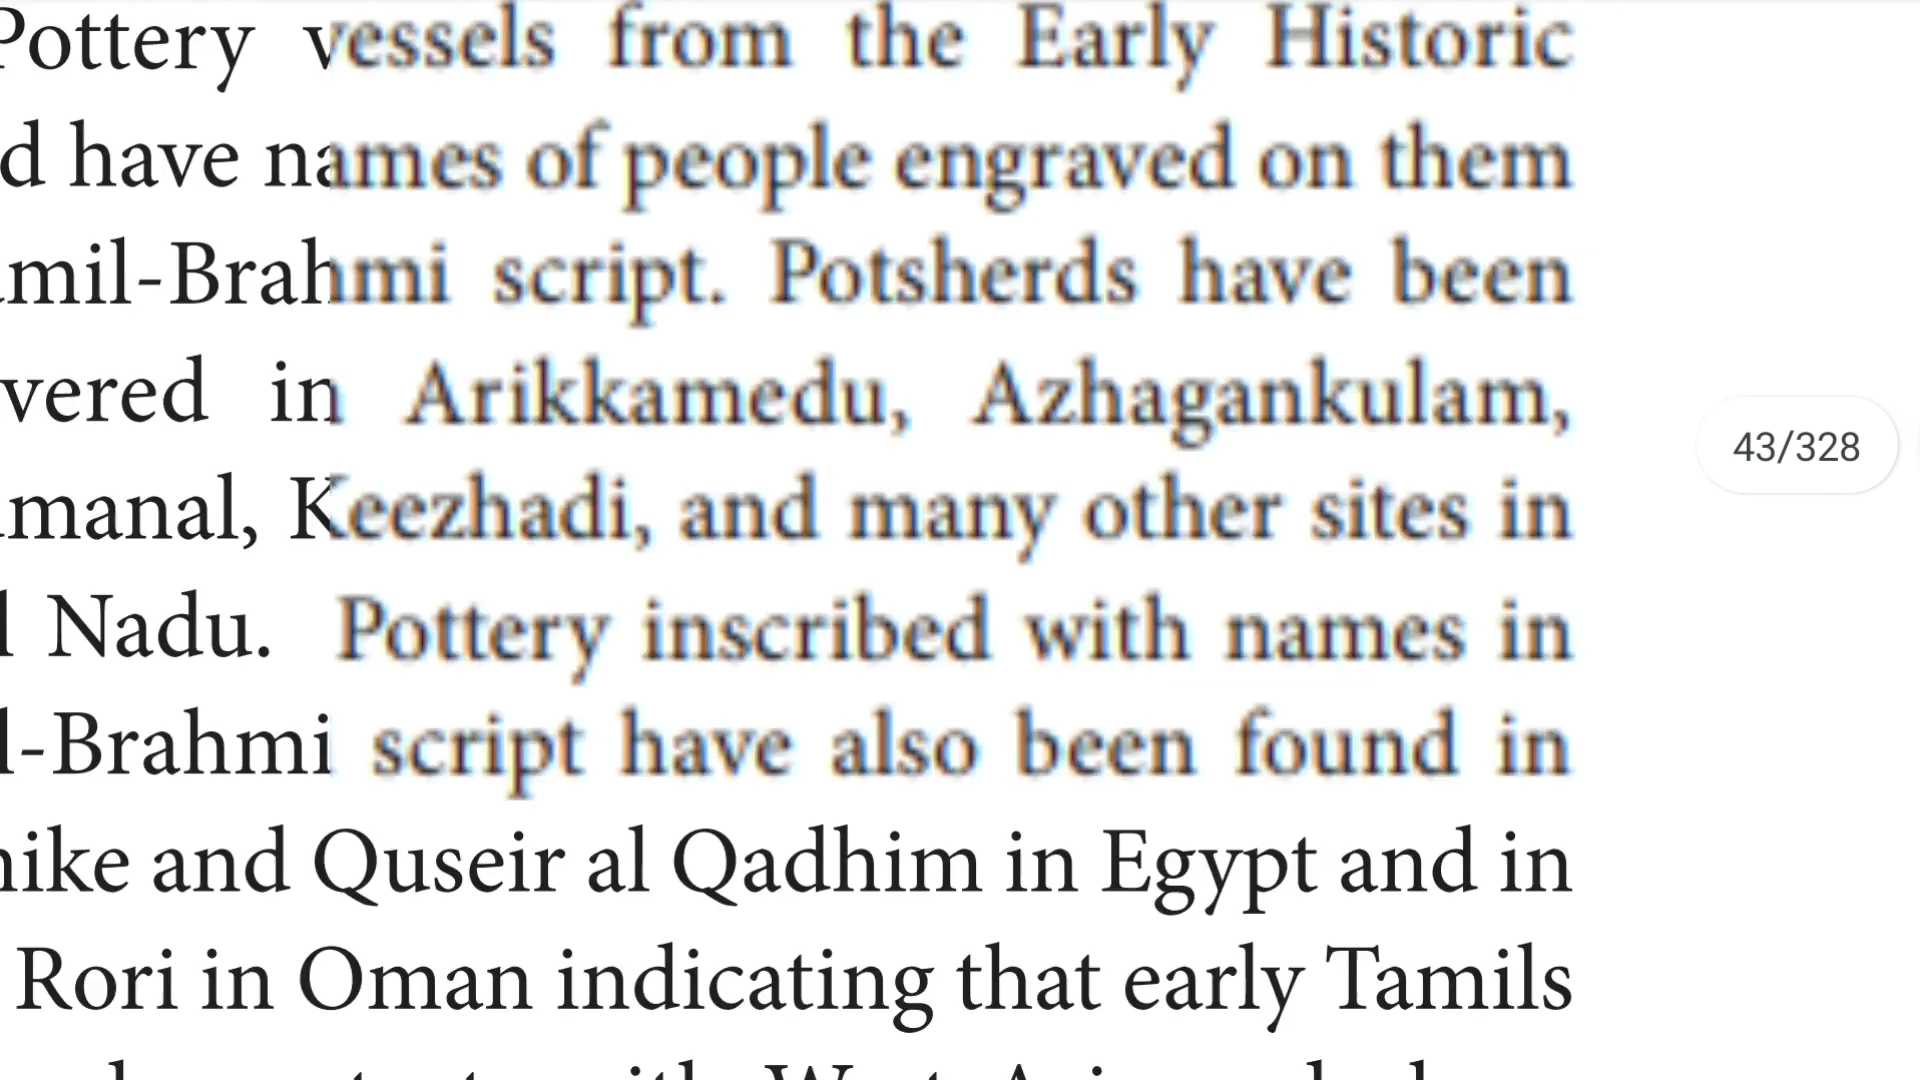 Pottery vessels from the Early Historic
d have names of people engraved on them
amil-Brahmi script. Potsherds have been
vered in Arikkamedu, Azhagankulam,
manal, Keezhadi, and many other sites in
l Nadu. Pottery inscribed with names in
l-Brahmi script have also been found in
nike and Quseir al Qadhim in Egypt and in
Rori in Oman indicating that early Tamils
43/328